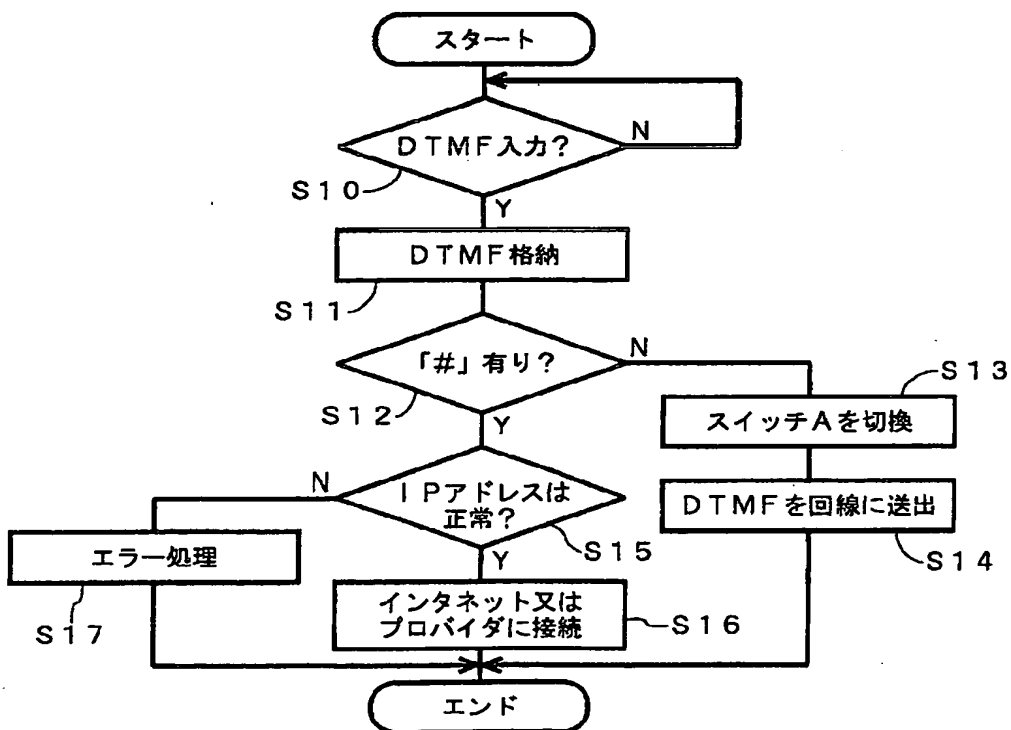 スタート
DTMF入力?
N
S10
Y
DTMF格納
S11
「#」有り?
N
S12
Y
S13
スイッチAを切換
N
IPアドレスは
正常?
DTMFを回線に送出
S15
Y
S14
エラー処理
S17
インタネット又は
プロバイダに接続
S16
エンド